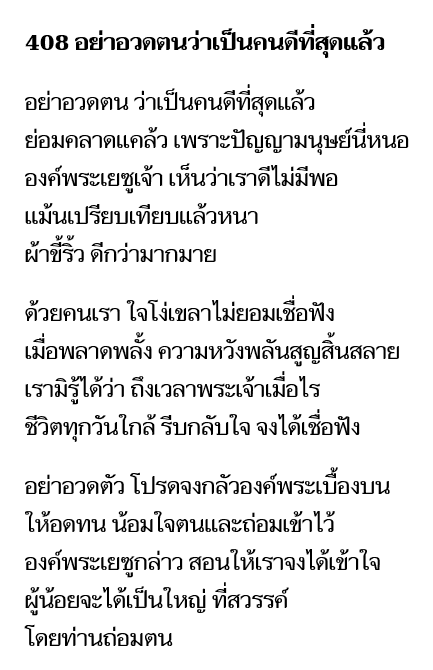 408 อย่าอวดตนว่าเป็นคนดีที่สุดแล้ว
อย่าอวดตน ว่าเป็นคนดีที่สุดแล้ว
ย่อมคลาดแคล้ว เพราะปัญญามนุษย์นี่หนอ
องค์พระเยซูเจ้า เห็นว่าเราดีไม่มีพอ
แม้นเปรียบเทียบแล้วหนา
ผ้าขี้ริ้ว ดีกว่ามากมาย
ด้วยคนเรา ใจโง่เขลาไม่ยอมเชื่อฟัง
เมื่อพลาดพลั้ง ความหวังพลันสูญสิ้นสลาย
เรามิรู้ได้ว่า ถึงเวลาพระเจ้าเมื่อไร
ชีวิตทุกวันใกล้ รีบกลับใจ จงได้เชื่อฟัง
อย่าอวดตัว โปรดจงกลัวองค์พระเบื้องบน
ให้อดทน น้อมใจตนและถ่อมเข้าไว้
องค์พระเยซูกล่าว สอนให้เราจงได้เข้าใจ
ผู้น้อยจะได้เป็นใหญ่ ที่สวรรค์
โดยท่านถ่อมตน